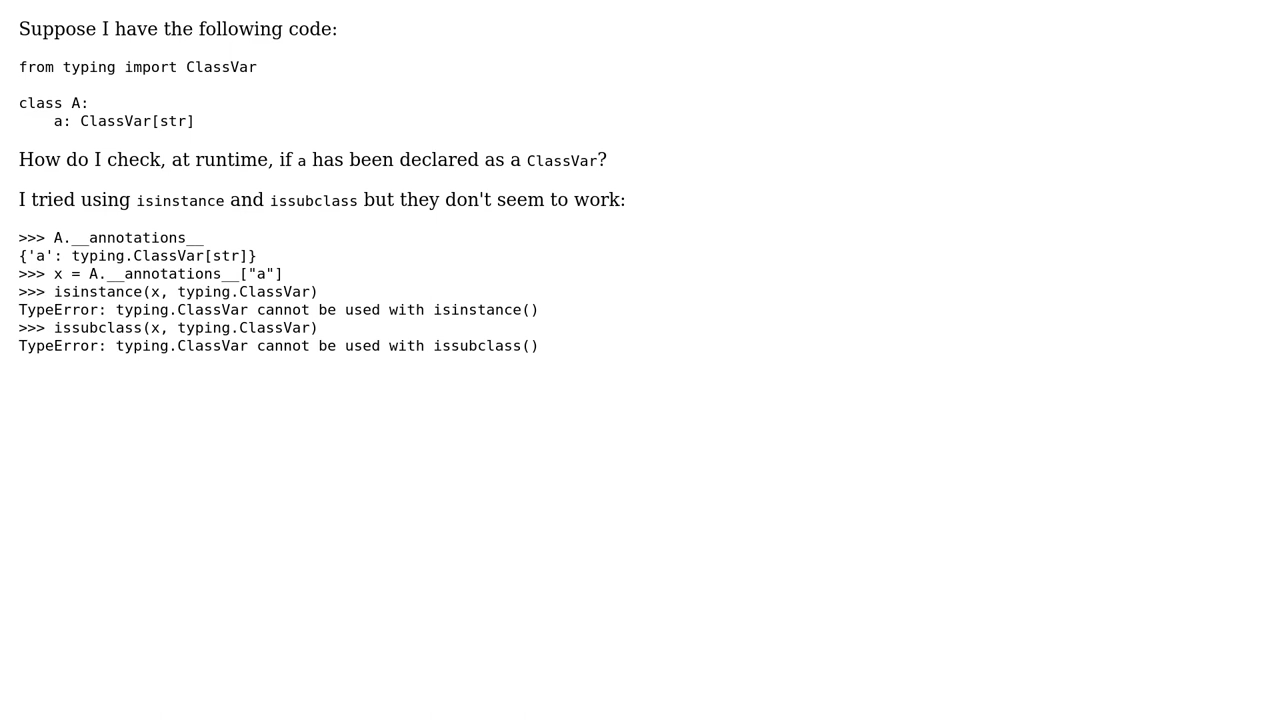 Suppose I have the following code:
from typing import ClassVar
class A:
    a: ClassVar[str]
How do I check, at runtime, if a has been declared as a ClassVar?
I tried using isinstance and issubclass but they don't seem to work:
>>> A.__annotations__
{'a': typing.ClassVar[str]}
>>> x = A.__annotations__["a"]
>>> isinstance(x, typing.ClassVar)
TypeError: typing.ClassVar cannot be used with isinstance()
>>> issubclass(x, typing.ClassVar)
TypeError: typing.ClassVar cannot be used with issubclass()